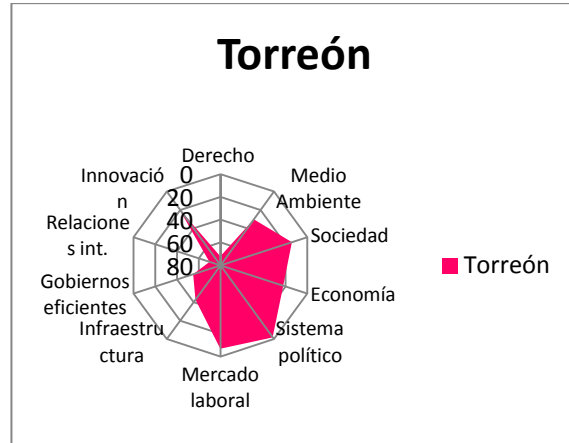 Torreón
Derecho
Medio
Ambiente
Sociedad
Economía
Sistema
político
Mercado
laboral
Infraestru
ctura
Gobiernos
eficientes
Relacione
s int.
Innovació
n
0
20
40
60
80
Torreón